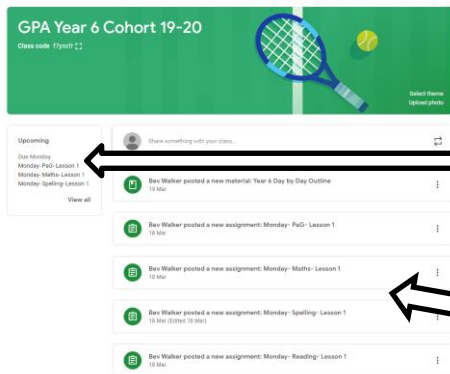 GPA Year 6 Cohort 19-20
Class code
Select theme
Upload photo
Upcoming
Due Monday
Monday- PaG- Lesson 1
Monday- Maths- Lesson 1
Monday- Spelling- Lesson 1
View all
Share something with your class...
Bev Walker posted a new material: Year 6 Day by Day Outline
19 Mar
Bev Walker posted a new assignment: Monday- PaG- Lesson 1
18 Mar
Bev Walker posted a new assignment: Monday- Maths- Lesson 1
18 Mar
Bev Walker posted a new assignment: Monday- Spelling- Lesson 1
18 Mar (Edited 18 Mar)
Bev Walker posted a new assignment: Monday- Reading- Lesson 1
18 Mar